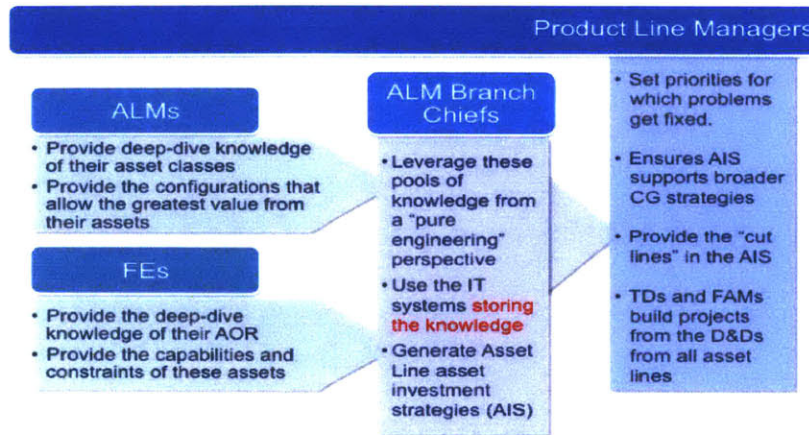 Product Line Managers
ALMs
• Provide deep-dive knowledge
of their asset classes
• Provide the configurations that
allow the greatest value from
their assets
FEs
• Provide the deep-dive
knowledge of their AOR
• Provide the capabilities and
constraints of these assets
ALM Branch
Chiefs
• Leverage these
pools of
knowledge from
a "pure
engineering"
perspective
• Use the IT
systems storing
the knowledge
• Generate Asset
Line asset
investment
strategies (AIS)
• Set priorities for
which problems
get fixed.
• Ensures AIS
supports broader
CG strategies
• Provide the "cut
lines" in the AIS
• TDs and FAMs
build projects
from the D&Ds
from all asset
lines